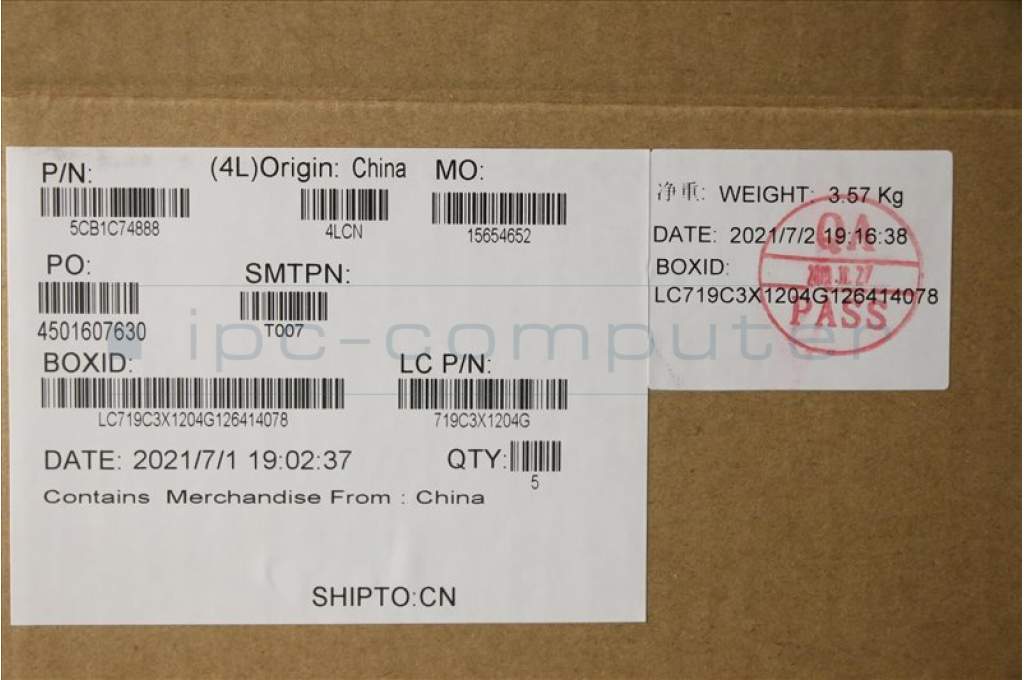 P/N:
5CB1C74888
(4L)Origin: China
4LCN
MO:
15654652
PO:
4501607630
SMTPN:
T007
BOXID:
LC719C3X1204G126414078
LC P/N:
719C3X1204G
DATE: 2021/7/1 19:02:37
QTY:
5
Contains Merchandise From : China
SHIPTO:CN
净重: WEIGHT: 3.57 Kg
DATE: 2021/7/2 19:16:38
BOXID:
LC719C3X1204G126414078
QA
PASS
ipc-computer